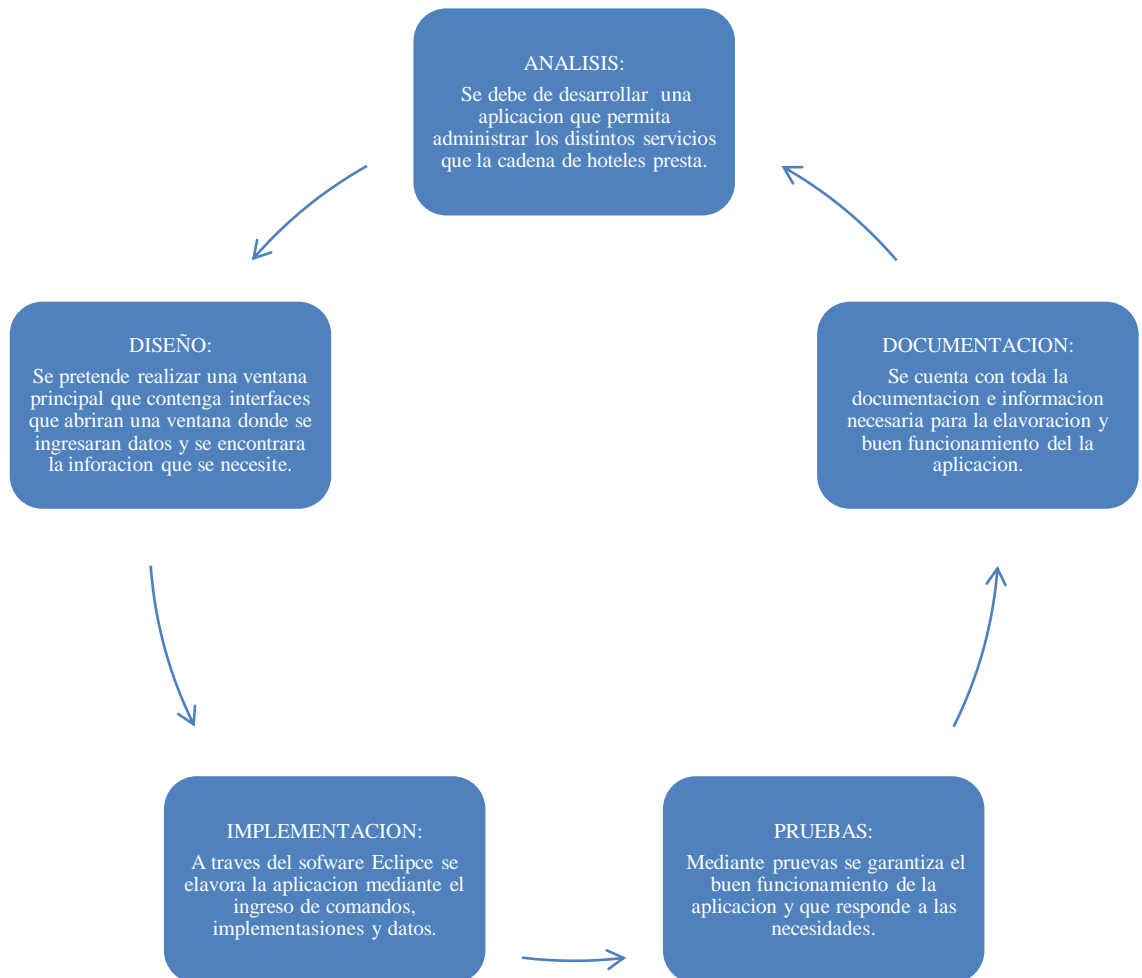 ANALISIS:
Se debe de desarrollar una
aplicacion que permita
administrar los distintos servicios
que la cadena de hoteles presta.
DISEÑO:
Se pretende realizar una ventana
principal que contenga interfaces
que abriran una ventana donde se
ingresaran datos y se encontrara
la inforacion que se necesite.
IMPLEMENTACION:
A traves del sofware Eclipce se
elavora la aplicacion mediante el
ingreso de comandos,
implementasiones y datos.
PRUEBAS:
Mediante pruevas se garantiza el
buen funcionamiento de la
aplicacion y que responde a las
necesidades.
DOCUMENTACION:
Se cuenta con toda la
documentacion e informacion
necesaria para la elavoracion y
buen funcionamiento del la
aplicacion.